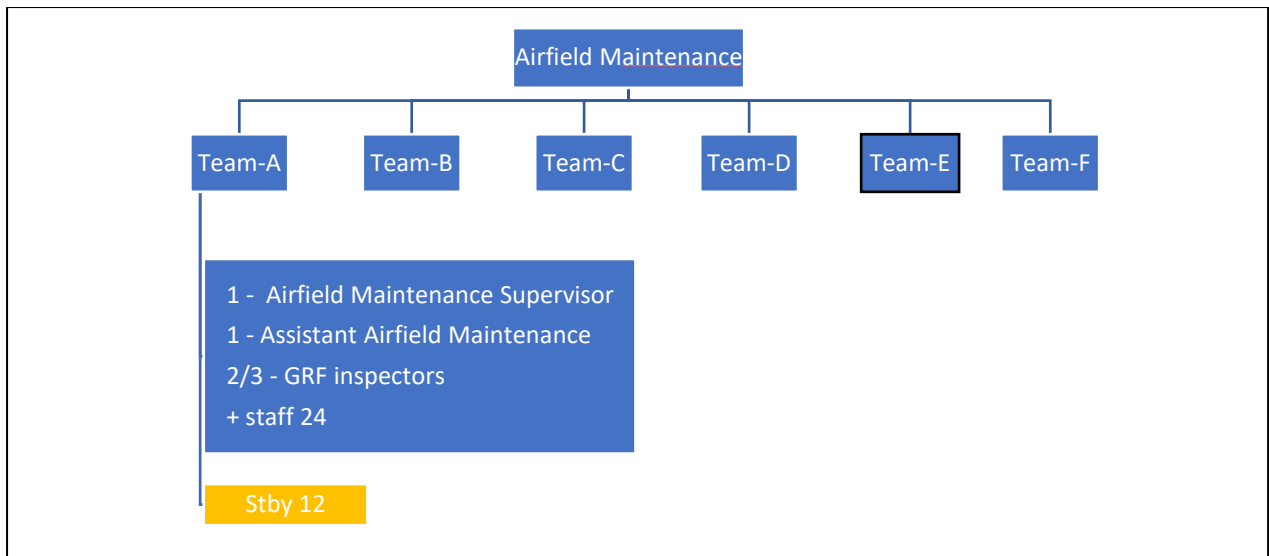 Airfield Maintenance
Team-A
Team-B
Team-C
Team-D
Team-E
Team-F
1 - Airfield Maintenance Supervisor
1 - Assistant Airfield Maintenance
2/3 - GRF inspectors
+ staff 24
Stby 12